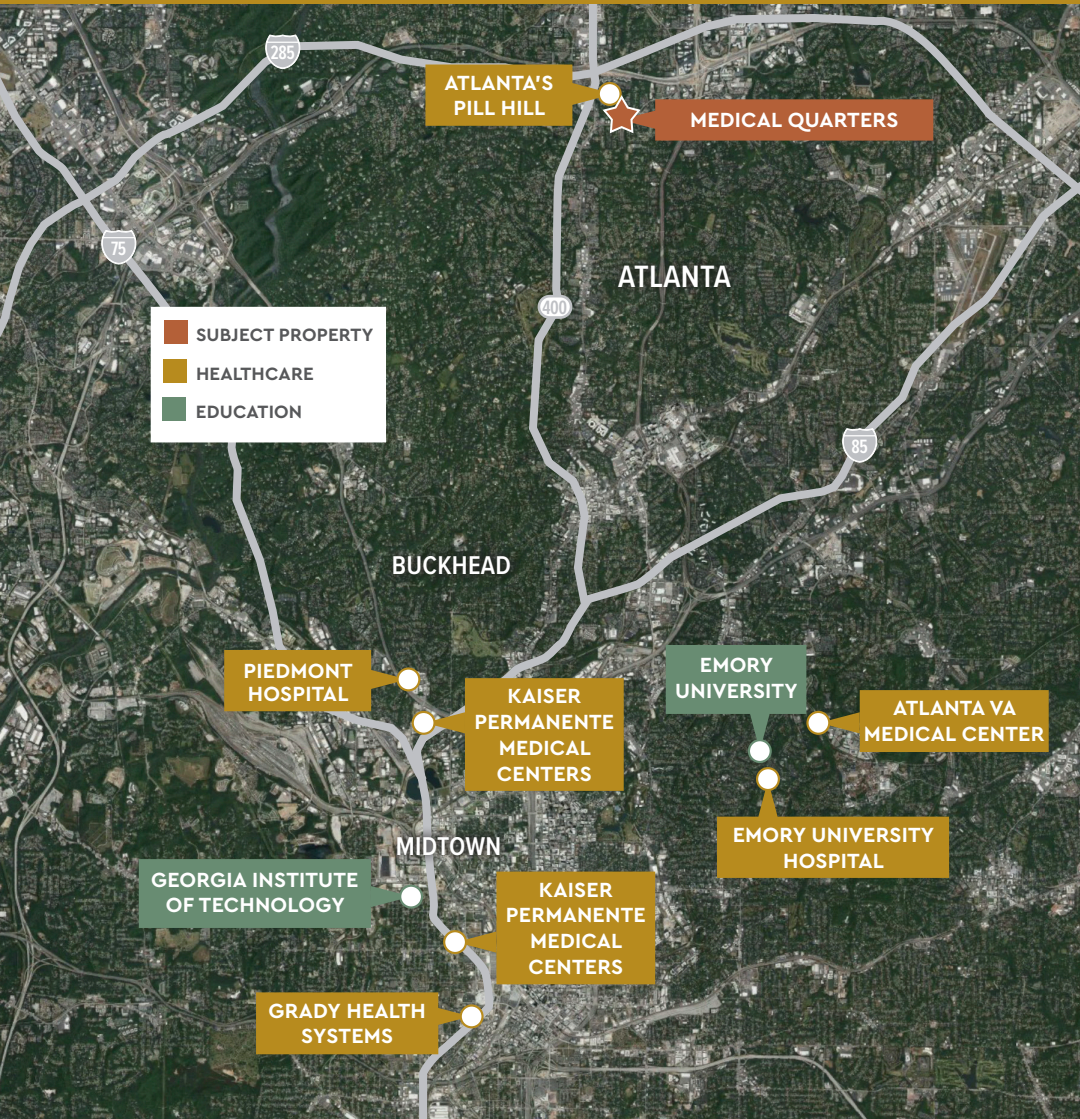 285
ATLANTA'S
PILL HILL
MEDICAL QUARTERS
75
ATLANTA
400
SUBJECT PROPERTY
HEALTHCARE
EDUCATION
85
BUCKHEAD
PIEDMONT
HOSPITAL
KAISER
PERMANENTE
MEDICAL
CENTERS
EMORY
UNIVERSITY
ATLANTA VA
MEDICAL CENTER
EMORY UNIVERSITY
HOSPITAL
MIDTOWN
GEORGIA INSTITUTE
OF TECHNOLOGY
KAISER
PERMANENTE
MEDICAL
CENTERS
GRADY HEALTH
SYSTEMS